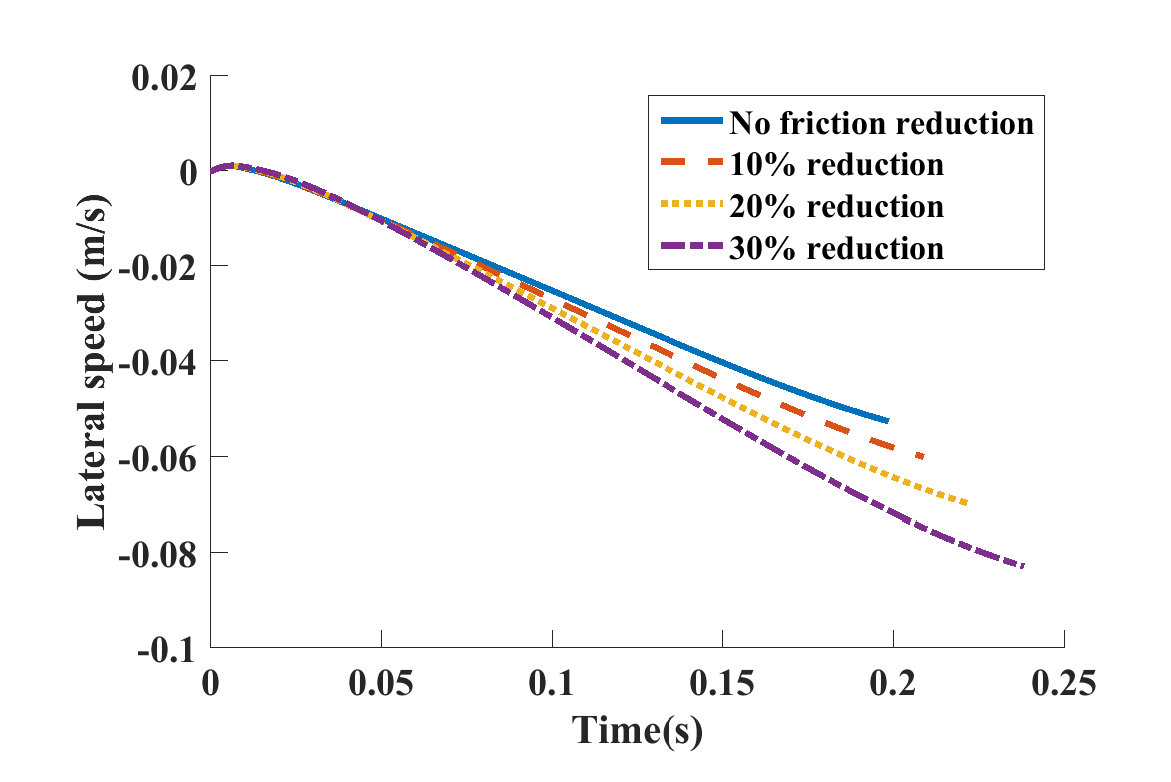 0.02
0
-0.02
-0.04
-0.06
-0.08
-0.1
Lateral speed (m/s)
No friction reduction
10% reduction
20% reduction
30% reduction
0 0.05 0.1 0.15 0.2 0.25
Time(s)